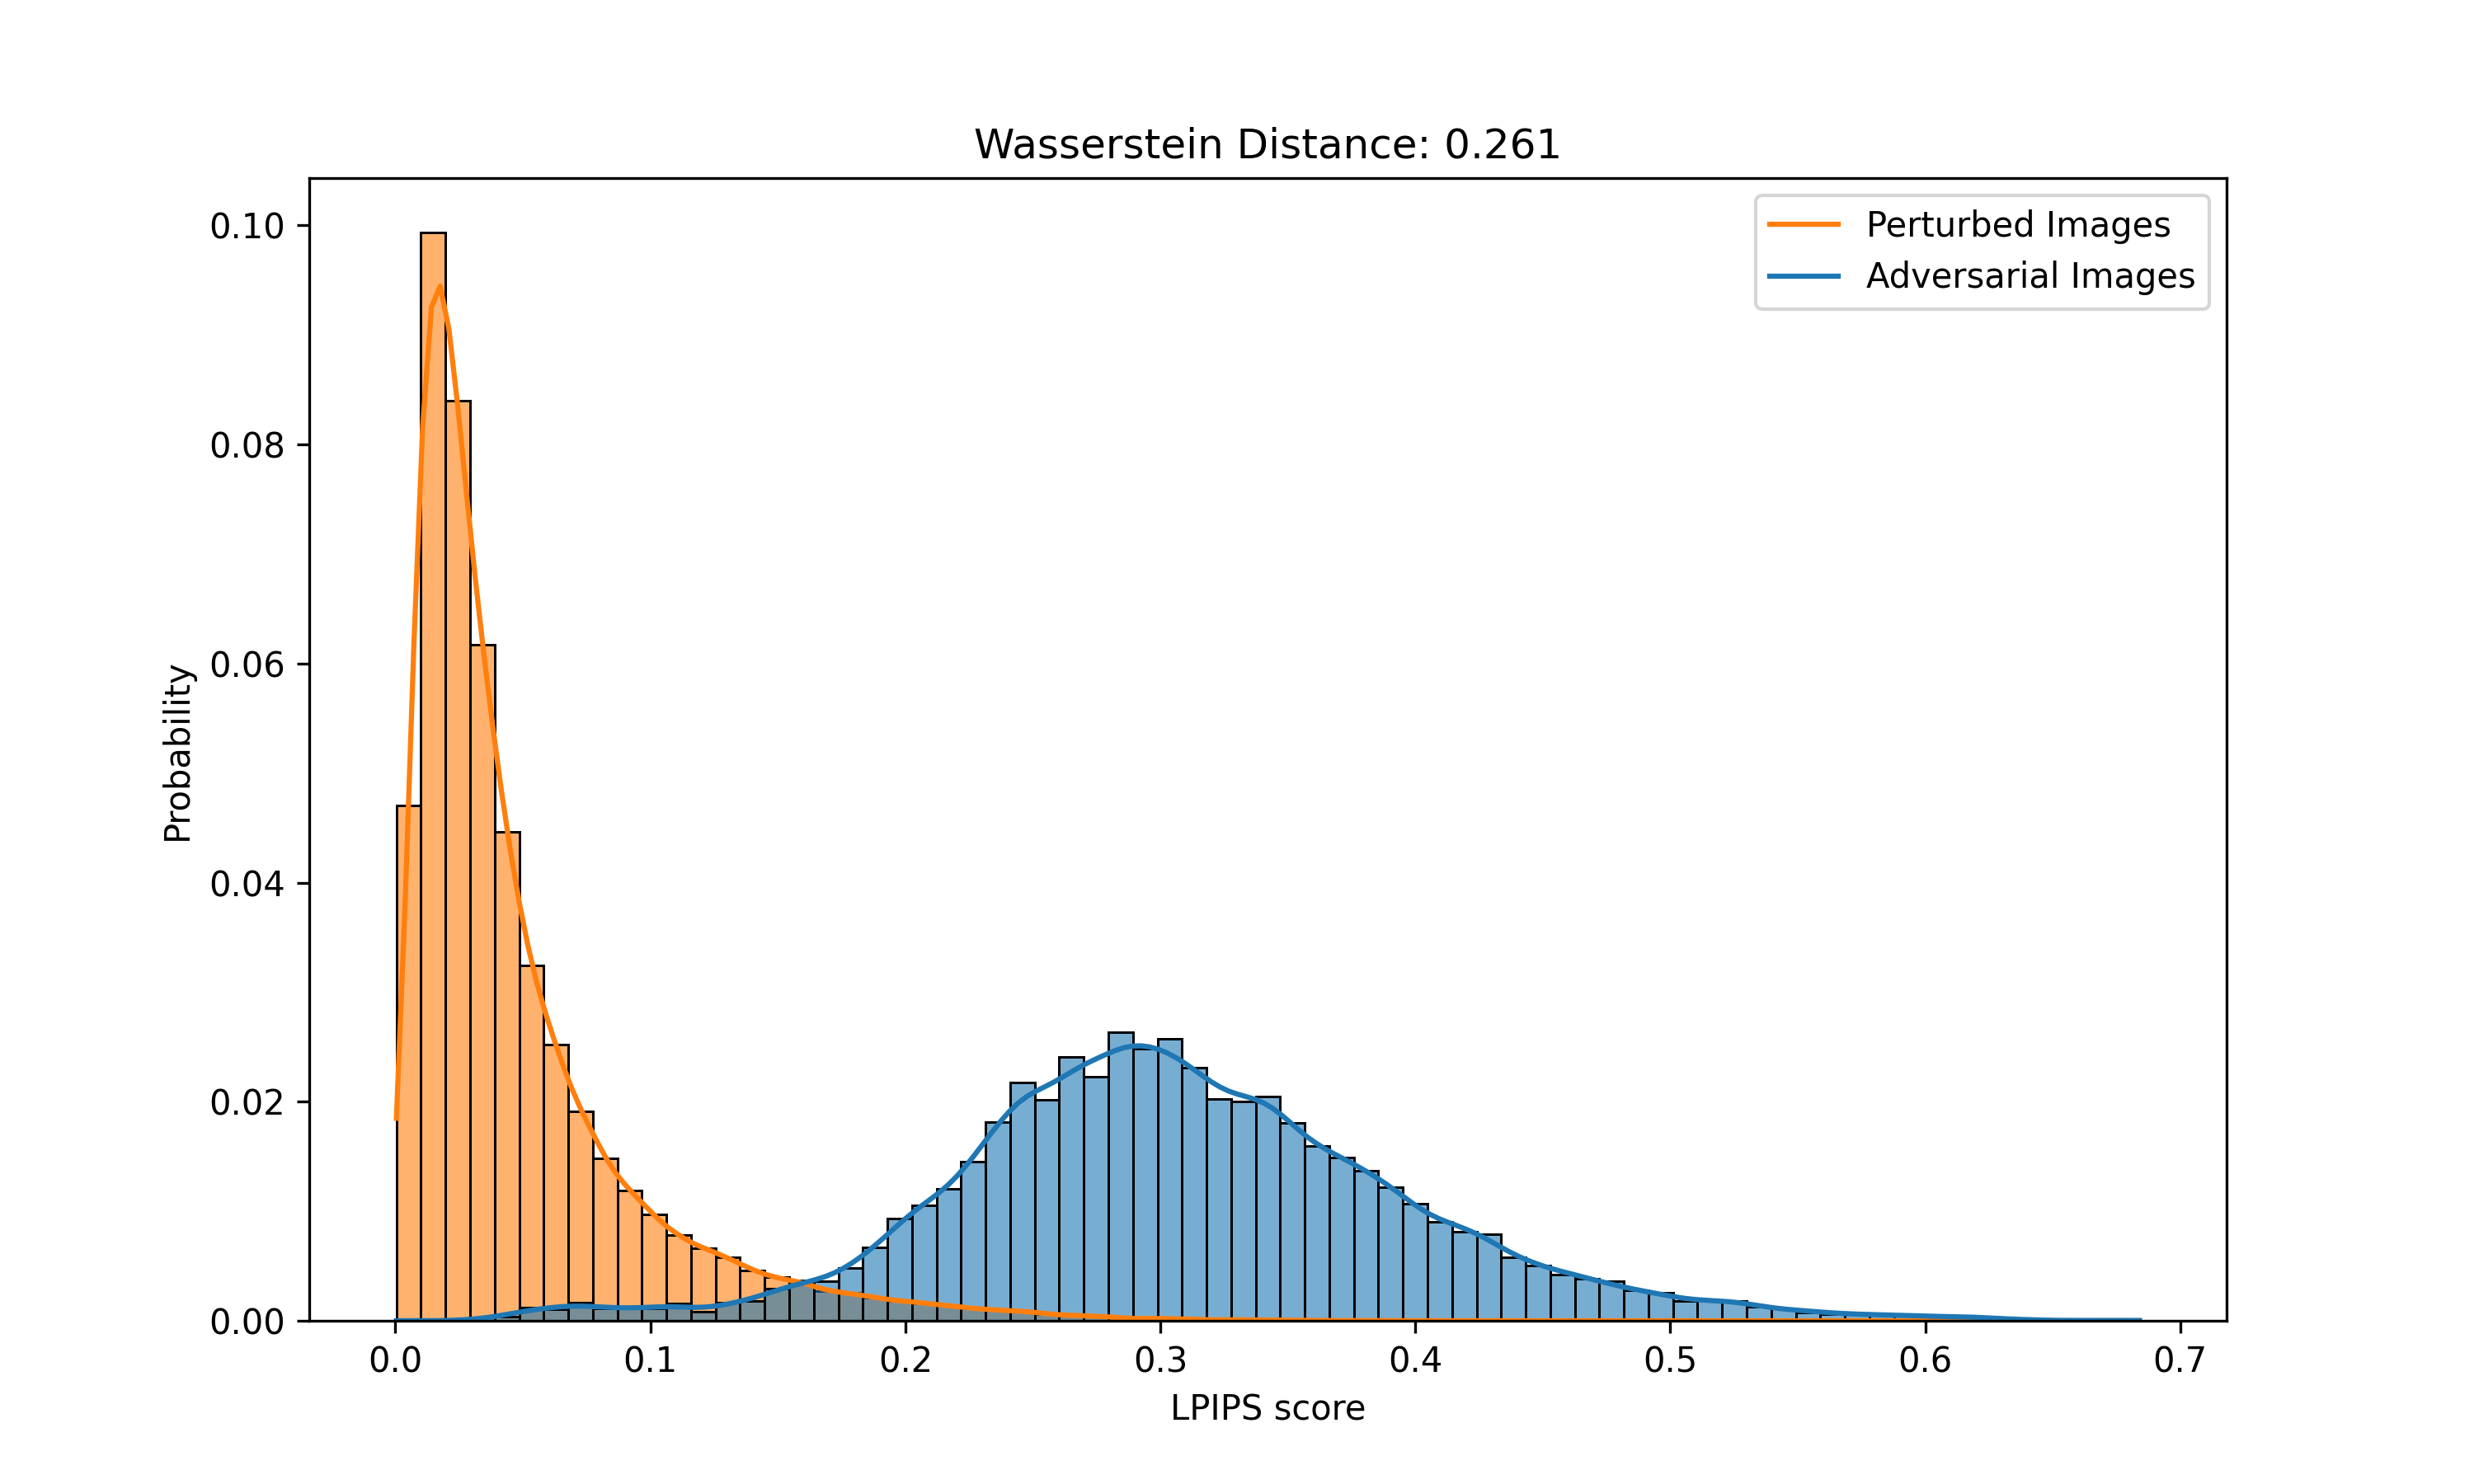 Wasserstein Distance: 0.261
Perturbed Images
Adversarial Images
Probability
0.10
0.08
0.06
0.04
0.02
0.00
0.0 0.1 0.2 0.3 0.4 0.5 0.6 0.7
LPIPS score